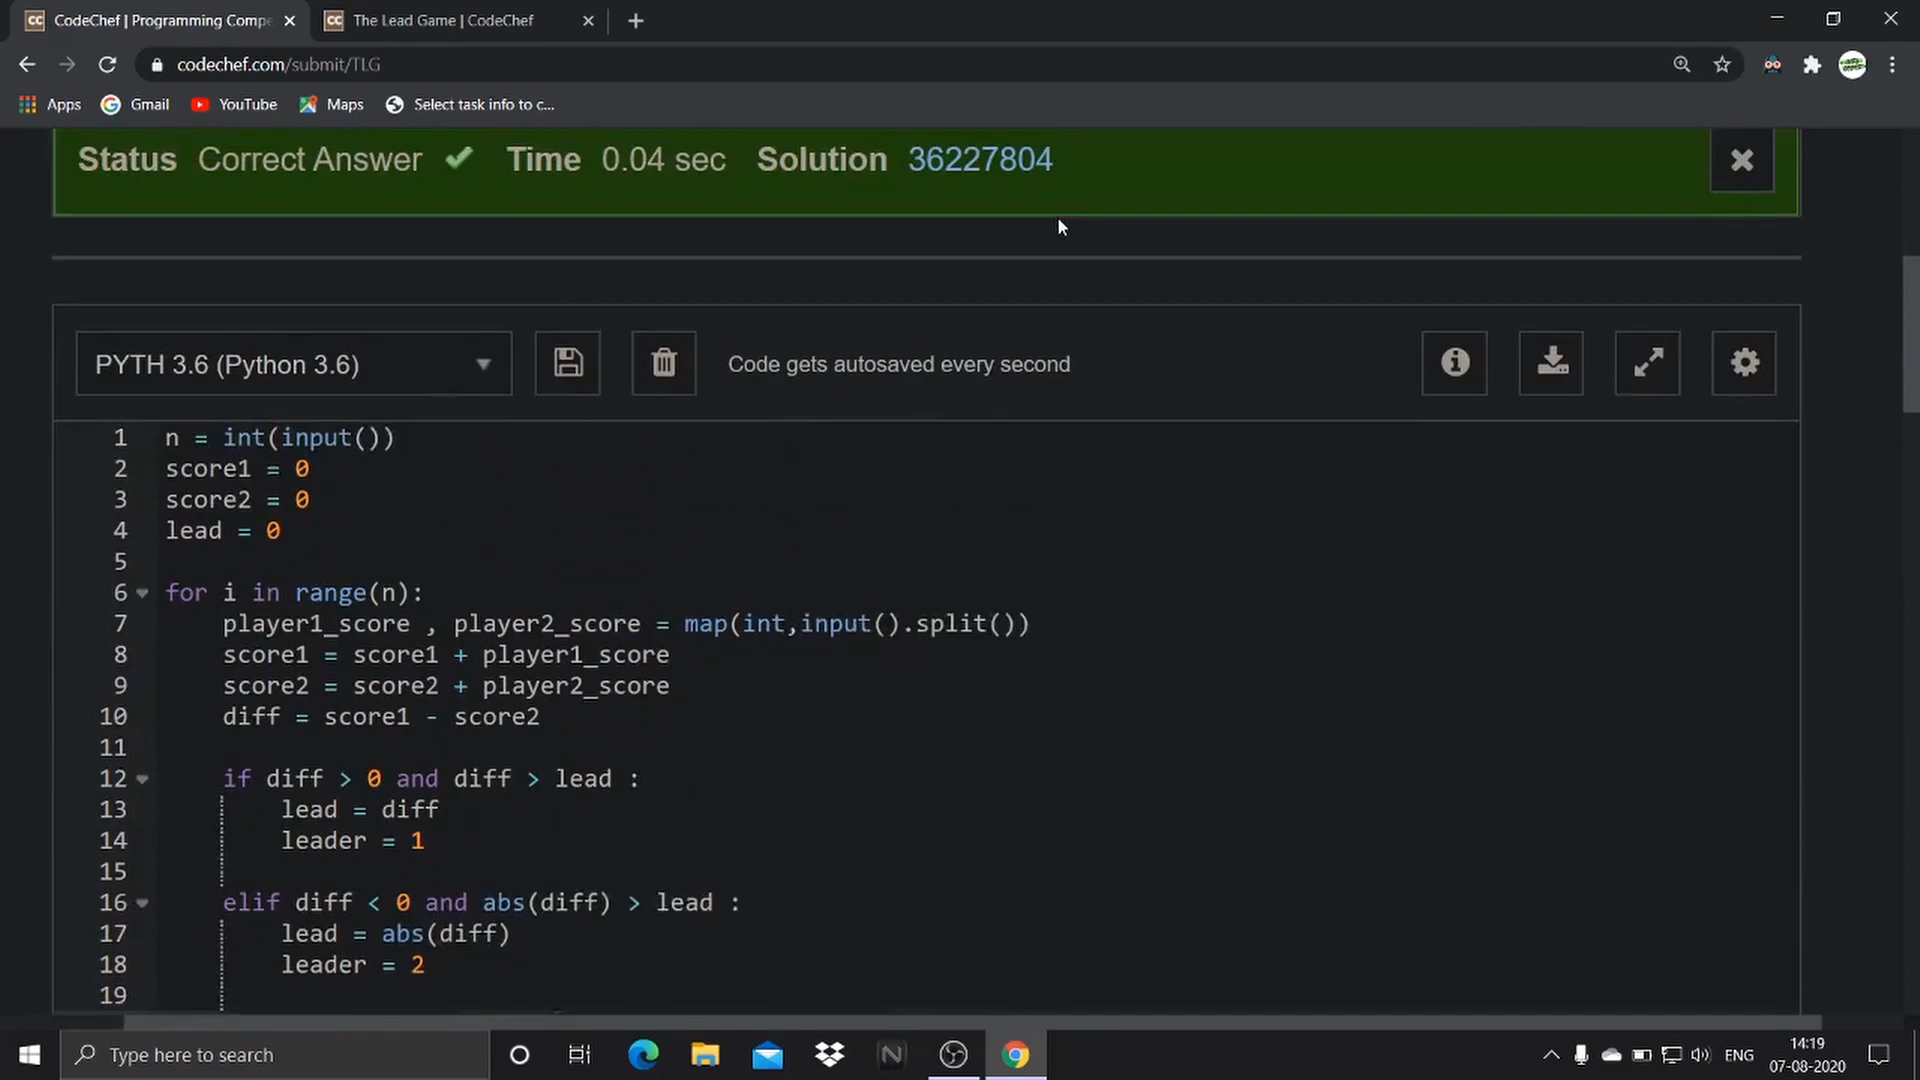 CodeChef | Programming Compe
The Lead Game | CodeChef
codechef.com/submit/TLG
Apps
Gmail
YouTube
Maps
Select task info to c...
Status Correct Answer Time 0.04 sec Solution 36227804
PYTH 3.6 (Python 3.6)
Code gets autosaved every second
1 n = int(input())
2 score1 = 0
3 score2 = 0
4 lead = 0
5
6 for i in range(n):
7 player1_score , player2_score = map(int,input().split())
8 score1 = score1 + player1_score
9 score2 = score2 + player2_score
10 diff = score1 - score2
11
12 if diff > 0 and diff > lead :
13 lead = diff
14 leader = 1
15
16 elif diff < 0 and abs(diff) > lead :
17 lead = abs(diff)
18 leader = 2
19
Type here to search
ENG
14:19
07-08-2020